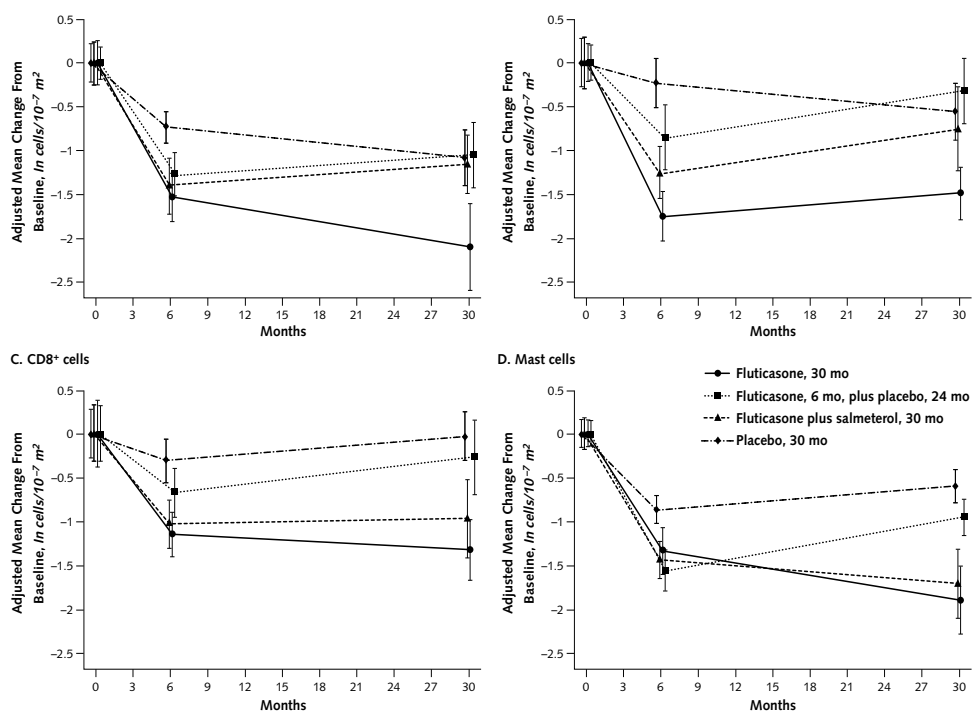 0.5
0
−0.5
−1
−1.5
−2
−2.5
Adjusted Mean Change From
Baseline, ln cells/10⁻⁷ m²
0 3 6 9 12 15 18 21 24 27 30
Months
0.5
0
−0.5
−1
−1.5
−2
−2.5
Adjusted Mean Change From
Baseline, ln cells/10⁻⁷ m²
0 3 6 9 12 15 18 21 24 27 30
Months
C. CD8⁺ cells
0.5
0
−0.5
−1
−1.5
−2
−2.5
Adjusted Mean Change From
Baseline, ln cells/10⁻⁷ m²
0 3 6 9 12 15 18 21 24 27 30
Months
D. Mast cells
Fluticasone, 30 mo
Fluticasone, 6 mo, plus placebo, 24 mo
Fluticasone plus salmeterol, 30 mo
Placebo, 30 mo
0.5
0
−0.5
−1
−1.5
−2
−2.5
Adjusted Mean Change From
Baseline, ln cells/10⁻⁷ m²
0 3 6 9 12 15 18 21 24 27 30
Months